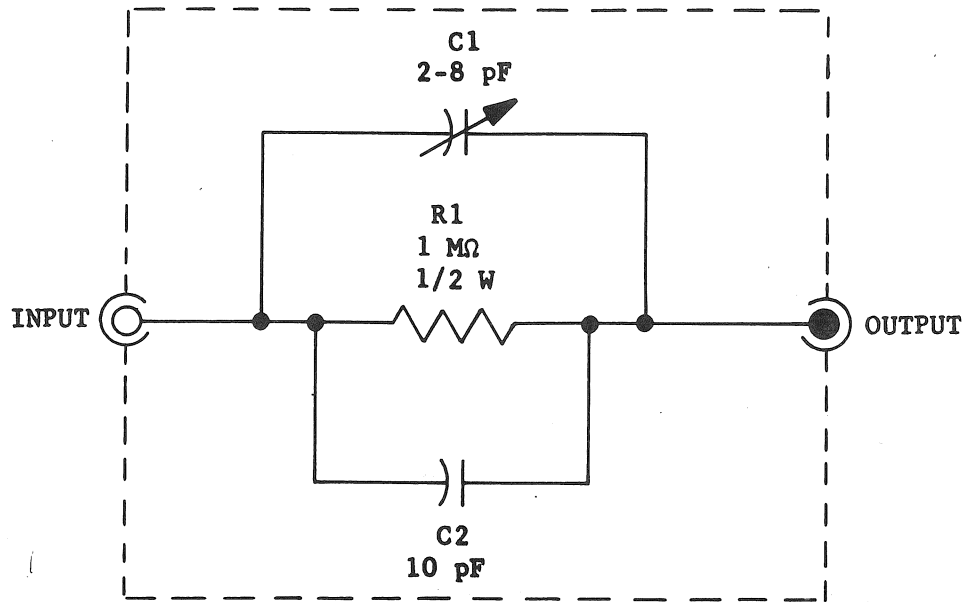 C1
2-8 pF
R1
1 MΩ
1/2 W
INPUT
OUTPUT
C2
10 pF